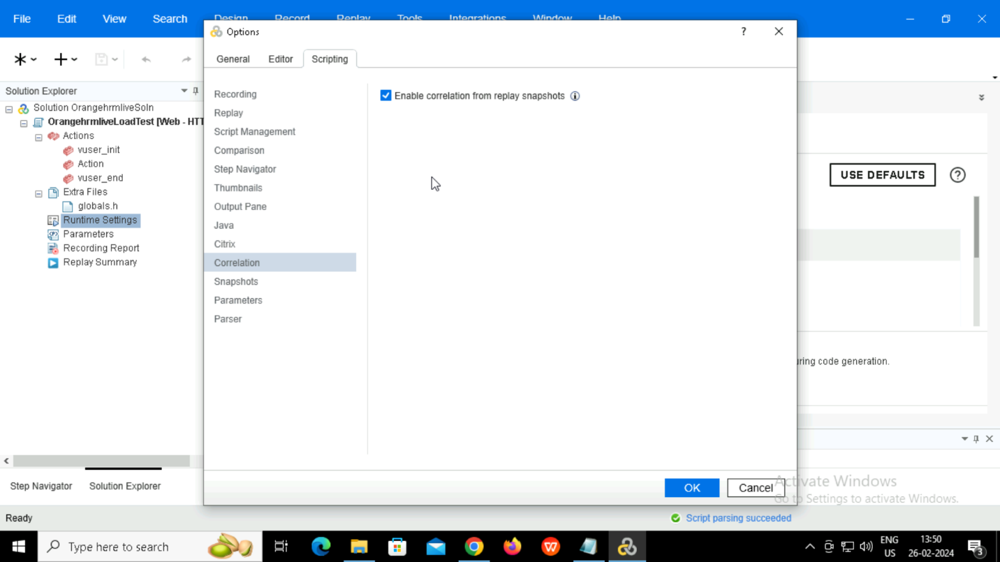 File Edit View Search Design Record Replay Tools Integrations Window Help
Options ?
General Editor Scripting
Solution Explorer
Solution OrangehrmliveSoln
OrangehrmliveLoadTest [Web - HTT
Actions
vuser_init
Action
vuser_end
Extra Files
globals.h
Runtime Settings
Parameters
Recording Report
Replay Summary
Recording
Replay
Script Management
Comparison
Step Navigator
Thumbnails
Output Pane
Java
Citrix
Correlation
Snapshots
Parameters
Parser
Enable correlation from replay snapshots
USE DEFAULTS ?
uring code generation.
OK Cancel
Activate Windows
Go to Settings to activate Windows.
Step Navigator Solution Explorer
Ready
Script parsing succeeded
Type here to search
ENG
US
13:50
26-02-2024
3